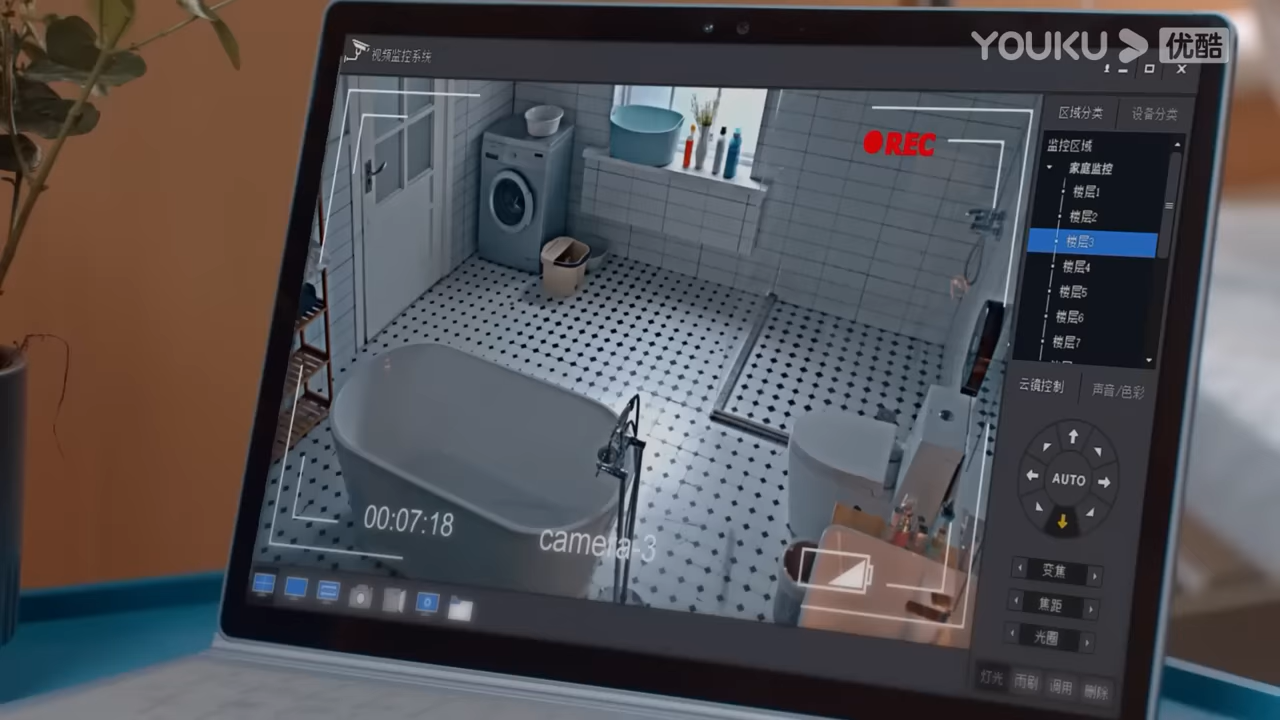 YOUKU 优酷
视频监控系统
REC
区域分类 设备分类
监控区域
家庭监控
楼层1
楼层2
楼层3
楼层4
楼层5
楼层6
楼层7
云镜控制 声音/色彩
AUTO
00:07:18
camera-3
变焦
焦距
光圈
灯光 雨刷 调用 删除